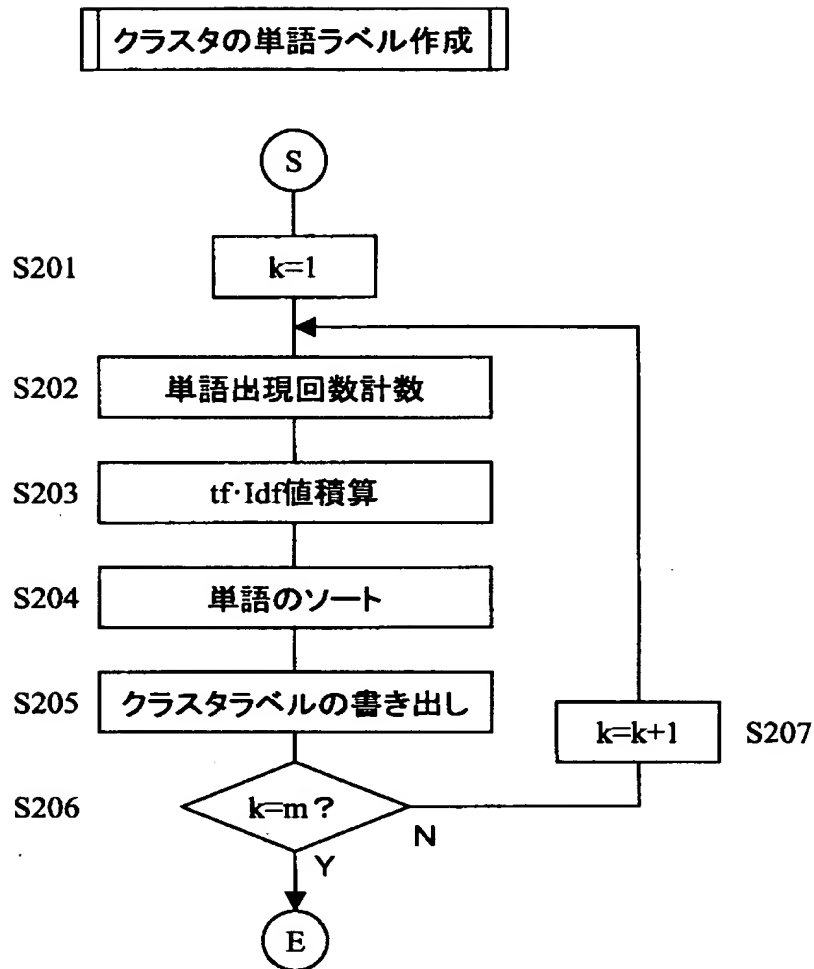 クラスタの単語ラベル作成
S
S201
k=1
S202
単語出現回数計数
S203
tf·Idf値積算
S204
単語のソート
S205
クラスタラベルの書き出し
k=k+1
S207
S206
k=m？
N
Y
E